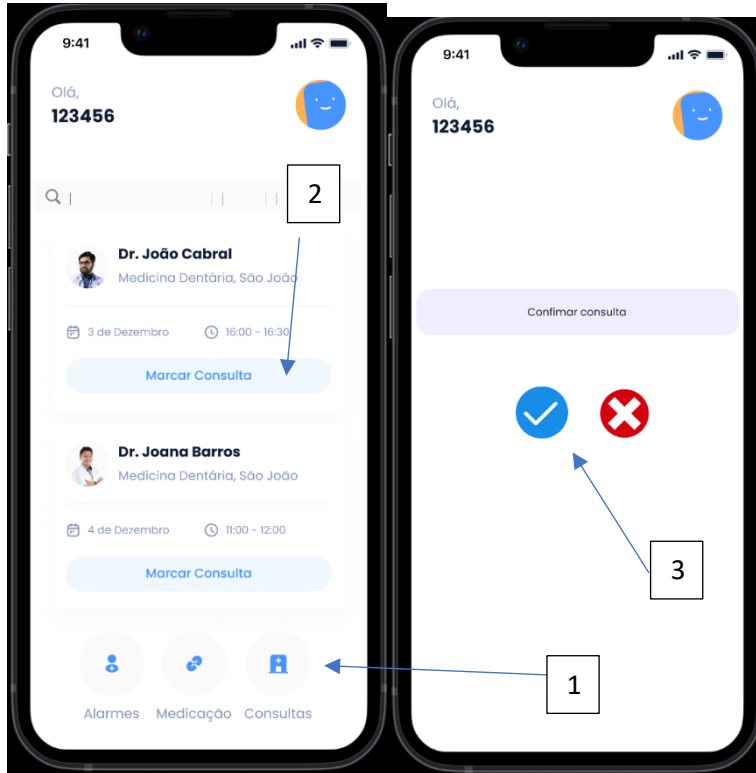 9:41
Olá,
123456
2
Dr. João Cabral
Medicina Dentária, São João
3 de Dezembro 16:00 - 16:30
Marcar Consulta
Dr. Joana Barros
Medicina Dentária, São João
4 de Dezembro 11:00 - 12:00
Marcar Consulta
Alarmes Medicação Consultas
1
9:41
Olá,
123456
Confimar consulta
3